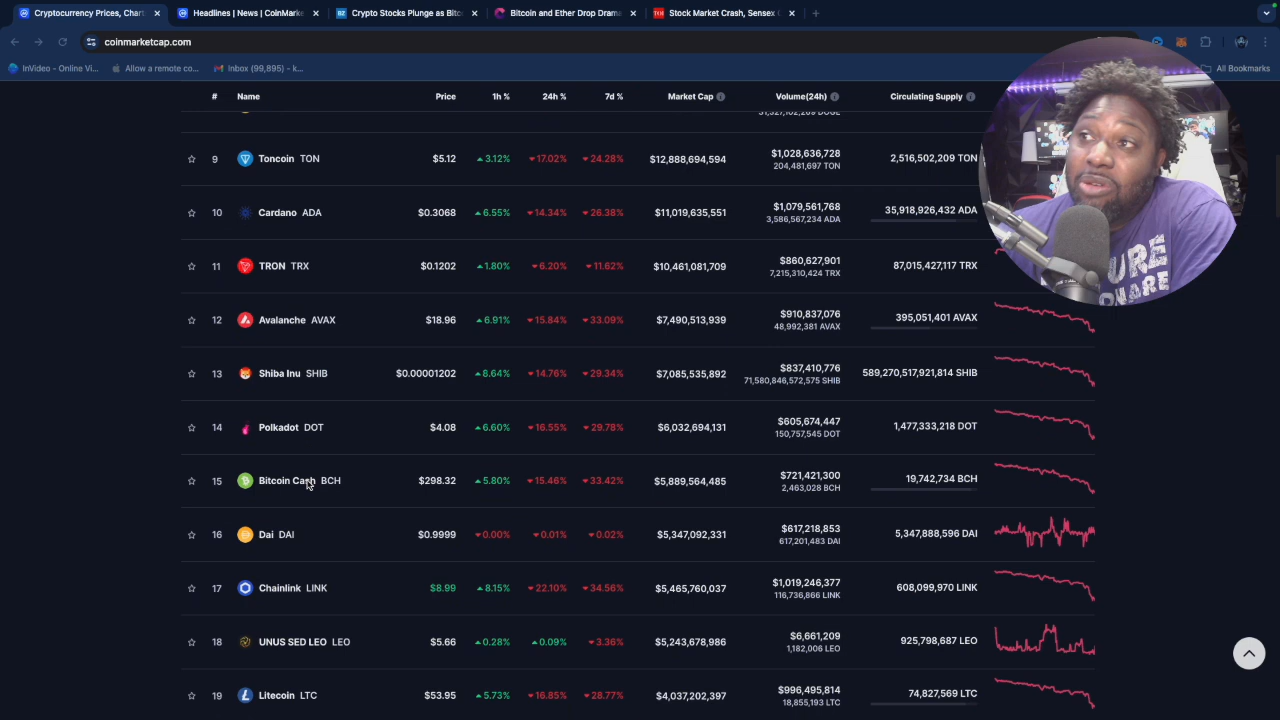 Cryptocurrency Prices, Chart
Headlines | News | CoinMarke
Crypto Stocks Plunge as Bitc
Bitcoin and Ether Drop Drama
Stock Market Crash, Sensex
coinmarketcap.com
InVideo - Online Vi...
Allow a remote co...
Inbox (99,895) - k...
All Bookmarks
# Name Price 1h % 24h % 7d % Market Cap Volume(24h) Circulating Supply
9 Toncoin TON $5.12 3.12% 17.02% 24.28% $12,888,694,594 $1,028,636,728 2,516,502,209 TON
204,481,697 TON
10 Cardano ADA $0.3068 6.55% 14.34% 26.38% $11,019,635,551 $1,079,561,768 35,918,926,432 ADA
3,586,567,234 ADA
11 TRON TRX $0.1202 1.80% 6.20% 11.62% $10,461,081,709 $860,627,901 87,015,427,117 TRX
7,215,310,424 TRX
12 Avalanche AVAX $18.96 6.91% 15.84% 33.09% $7,490,513,939 $910,837,076 395,051,401 AVAX
48,992,381 AVAX
13 Shiba Inu SHIB $0.00001202 8.64% 14.76% 29.34% $7,085,535,892 $837,410,776 589,270,517,921,814 SHIB
71,580,846,572,575 SHIB
14 Polkadot DOT $4.08 6.60% 16.55% 29.78% $6,032,694,131 $605,674,447 1,477,333,218 DOT
150,757,545 DOT
15 Bitcoin Cash BCH $298.32 5.80% 15.46% 33.42% $5,889,564,485 $721,421,300 19,742,734 BCH
2,463,028 BCH
16 Dai DAI $0.9999 0.00% 0.01% 0.02% $5,347,092,331 $617,218,853 5,347,888,596 DAI
617,201,483 DAI
17 Chainlink LINK $8.99 8.15% 22.10% 34.56% $5,465,760,037 $1,019,246,377 608,099,970 LINK
116,736,866 LINK
18 UNUS SED LEO LEO $5.66 0.28% 0.09% 3.36% $5,243,678,986 $6,661,209 925,798,687 LEO
1,182,006 LEO
19 Litecoin LTC $53.95 5.73% 16.85% 28.77% $4,037,202,397 $996,495,814 74,827,569 LTC
18,855,193 LTC